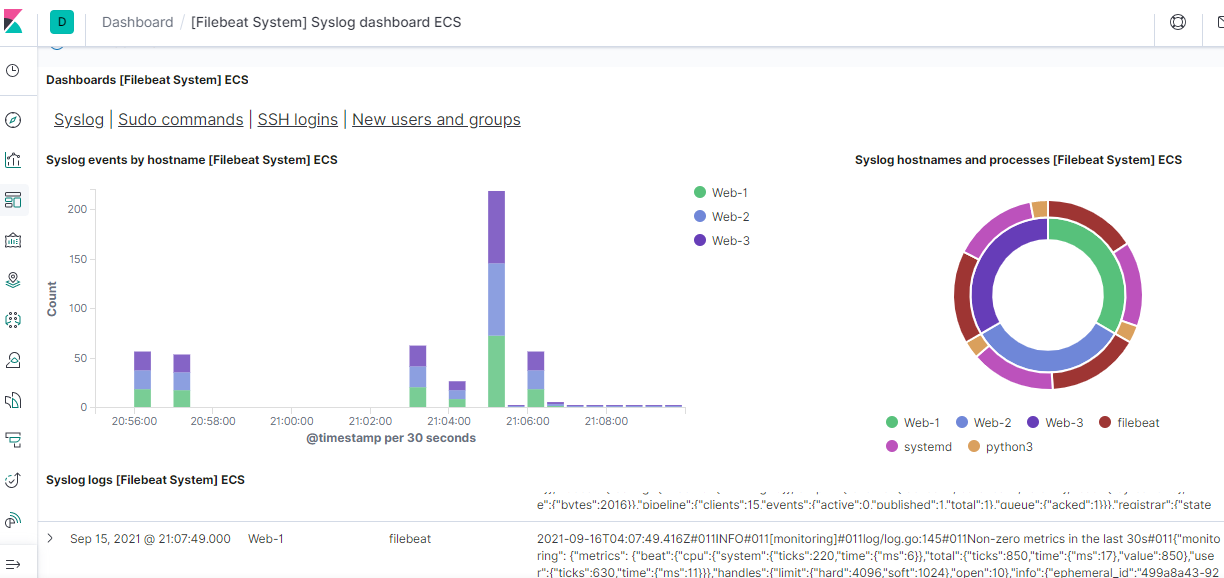 D Dashboard / [Filebeat System] Syslog dashboard ECS
Dashboards [Filebeat System] ECS
Syslog | Sudo commands | SSH logins | New users and groups
Syslog events by hostname [Filebeat System] ECS
Count
200
150
100
50
0
20:56:00 20:58:00 21:00:00 21:02:00 21:04:00 21:06:00 21:08:00
@timestamp per 30 seconds
Web-1
Web-2
Web-3
Syslog hostnames and processes [Filebeat System] ECS
Web-1 Web-2 Web-3 filebeat
systemd python3
Syslog logs [Filebeat System] ECS
e":{"bytes":2016}},"pipeline":{"clients":15,"events":{"active":0,"published":1,"total":1},"queue":{"acked":1}}},"registrar":{"state
Sep 15, 2021 @ 21:07:49.000 Web-1 filebeat
2021-09-16T04:07:49.416Z#011INFO#011[monitoring]#011log/log.go:145#011Non-zero metrics in the last 30s#011{"monito
ring": {"metrics": {"beat":{"cpu":{"system":{"ticks":220,"time":{"ms":6}},"total":{"ticks":850,"time":{"ms":17},"value":850},"use
r":{"ticks":630,"time":{"ms":11}}},"handles":{"limit":{"hard":4096,"soft":1024},"open":10},"info":{"ephemeral_id":"499a8a43-92